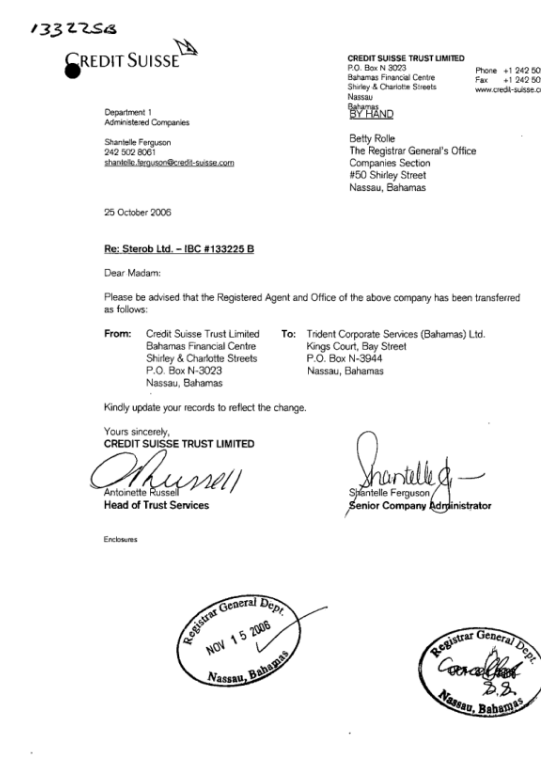 133225B
CREDIT SUISSE
CREDIT SUISSE TRUST LIMITED
P.O. Box N 3023
Bahamas Financial Centre
Shirley & Charlotte Streets
Nassau
Bahamas
Phone +1 242 50
Fax +1 242 50
www.credit-suisse.c
BY HAND
Department 1
Administered Companies
Shantelle Ferguson
242 502 8061
shantelle.ferguson@credit-suisse.com
Betty Rolle
The Registrar General's Office
Companies Section
#50 Shirley Street
Nassau, Bahamas
25 October 2006
Re: Sterob Ltd. – IBC #133225 B
Dear Madam:
Please be advised that the Registered Agent and Office of the above company has been transferred
as follows:
From: Credit Suisse Trust Limited To: Trident Corporate Services (Bahamas) Ltd.
Bahamas Financial Centre Kings Court, Bay Street
Shirley & Charlotte Streets P.O. Box N-3944
P.O. Box N-3023 Nassau, Bahamas
Nassau, Bahamas
Kindly update your records to reflect the change.
Yours sincerely,
CREDIT SUISSE TRUST LIMITED
Russell
Shantelle
Antoinette Russell Shantelle Ferguson
Head of Trust Services Senior Company Administrator
Enclosures
Registrar General Dept.
NOV 15 2006
Nassau, Bahamas
Registrar General Dept.
Nassau, Bahamas